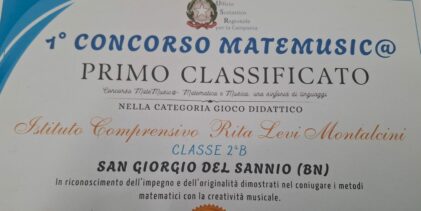 Ufficio
Scolastico
Regionale
per la Campania
1° CONCORSO MATEMUSIC@
PRIMO CLASSIFICATO
Concorso MateMusic@- Matematica e Musica: una sinfonia di linguaggi
NELLA CATEGORIA GIOCO DIDATTICO
Istituto Comprensivo Rita Levi Montalcini
CLASSE 2^B
SAN GIORGIO DEL SANNIO (BN)
In riconoscimento dell'impegno e dell'originalità dimostrati nel coniugare i metodi
matematici con la creatività musicale.